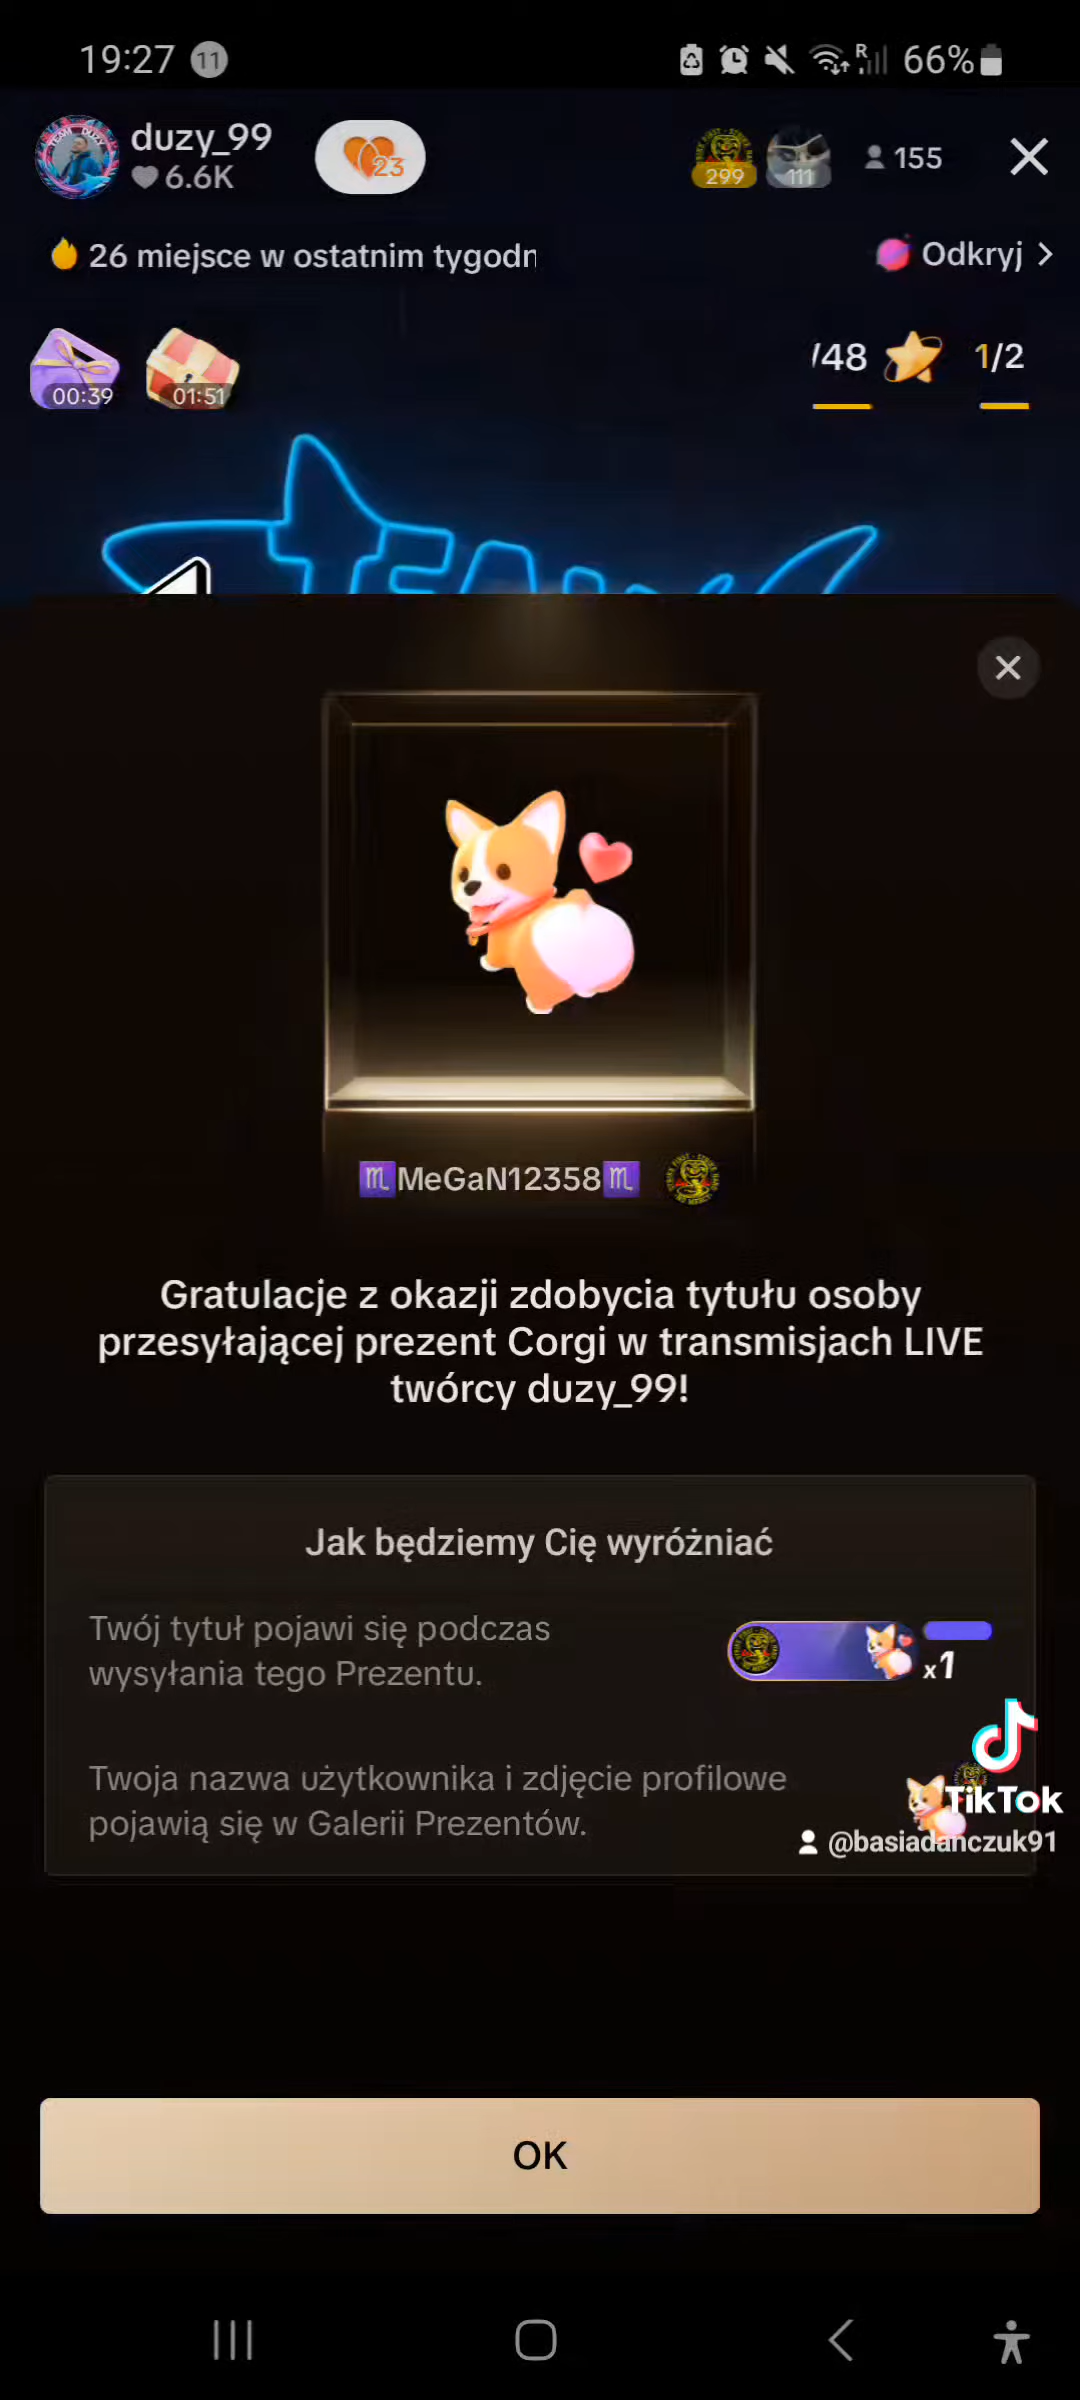 19:27 11 R 66%
duzy_99 23 299 111 155
6.6K
26 miejsce w ostatnim tygodn Odkryj
00:39 01:51 /48 1/2
♏MeGaN12358♏
Gratulacje z okazji zdobycia tytułu osoby
przesyłającej prezent Corgi w transmisjach LIVE
twórcy duzy_99!
Jak będziemy Cię wyróżniać
Twój tytuł pojawi się podczas
wysyłania tego Prezentu.
x1
Twoja nazwa użytkownika i zdjęcie profilowe
pojawią się w Galerii Prezentów.
TikTok
@basiadanczuk91
OK